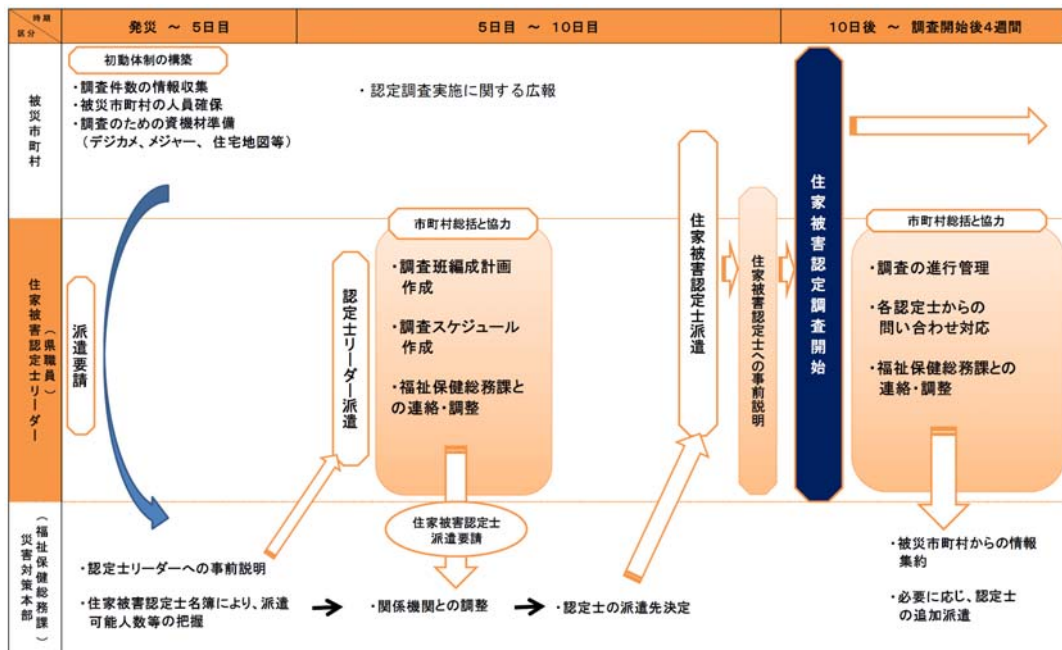 時期
区分
発災 ～ 5日目
5日目 ～ 10日目
10日後 ～ 調査開始後4週間
被災市町村
初動体制の構築
・調査件数の情報収集
・被災市町村の人員確保
・調査のための資機材準備
（デジカメ、メジャー、住宅地図等）
・認定調査実施に関する広報
住家被害認定士リーダー
（県職員）
派遣要請
認定士リーダー派遣
市町村総括と協力
・調査班編成計画
作成
・調査スケジュール
作成
・福祉保健総務課と
の連絡・調整
住家被害認定士
派遣要請
住家被害認定士派遣
住家被害認定士への事前説明
住家被害認定調査開始
市町村総括と協力
・調査の進行管理
・各認定士からの
問い合わせ対応
・福祉保健総務課との
連絡・調整
災害対策本部
（福祉保健総務課）
・認定士リーダーへの事前説明
・住家被害認定士名簿により、派遣
可能人数等の把握
・関係機関との調整
・認定士の派遣先決定
・被災市町村からの情報
集約
・必要に応じ、認定士
の追加派遣